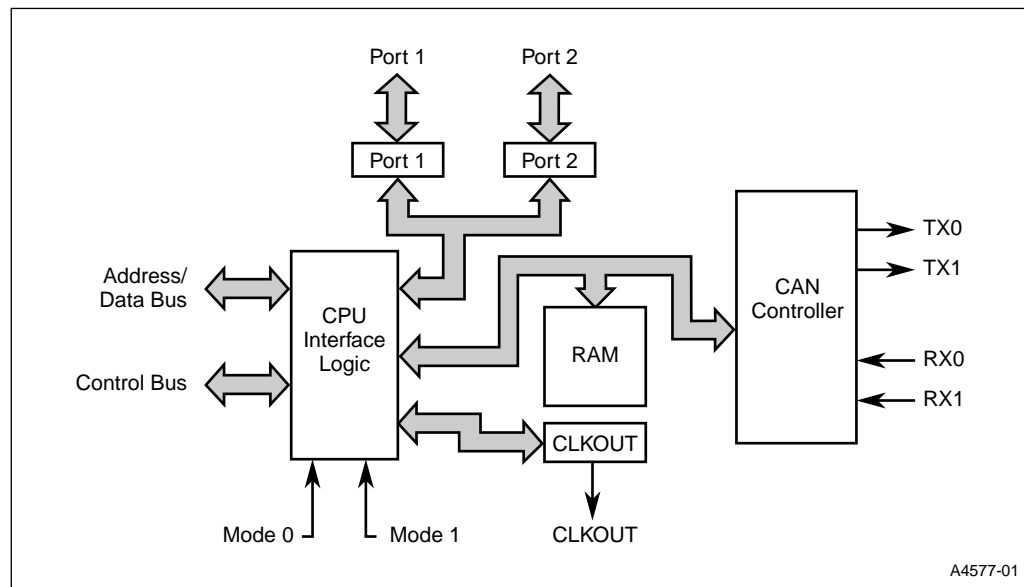 Port 1
Port 2
Port 1
Port 2
Address/
Data Bus
CPU
Interface
Logic
Control Bus
RAM
CAN
Controller
TX0
TX1
RX0
RX1
CLKOUT
Mode 0
Mode 1
CLKOUT
A4577-01